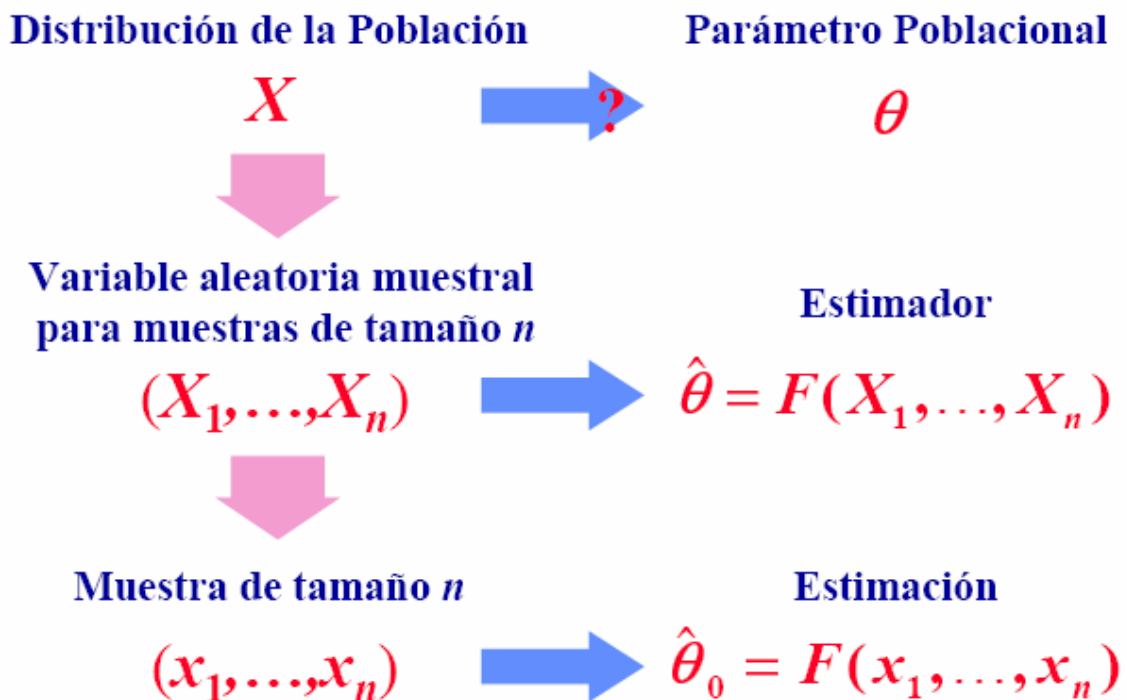 Distribución de la Población
Parámetro Poblacional
X
?
θ
Variable aleatoria muestral
para muestras de tamaño n
Estimador
(X₁,…,Xₙ)
θ̂ = F(X₁,…,Xₙ)
Muestra de tamaño n
Estimación
(x₁,…,xₙ)
θ̂₀ = F(x₁,…,xₙ)